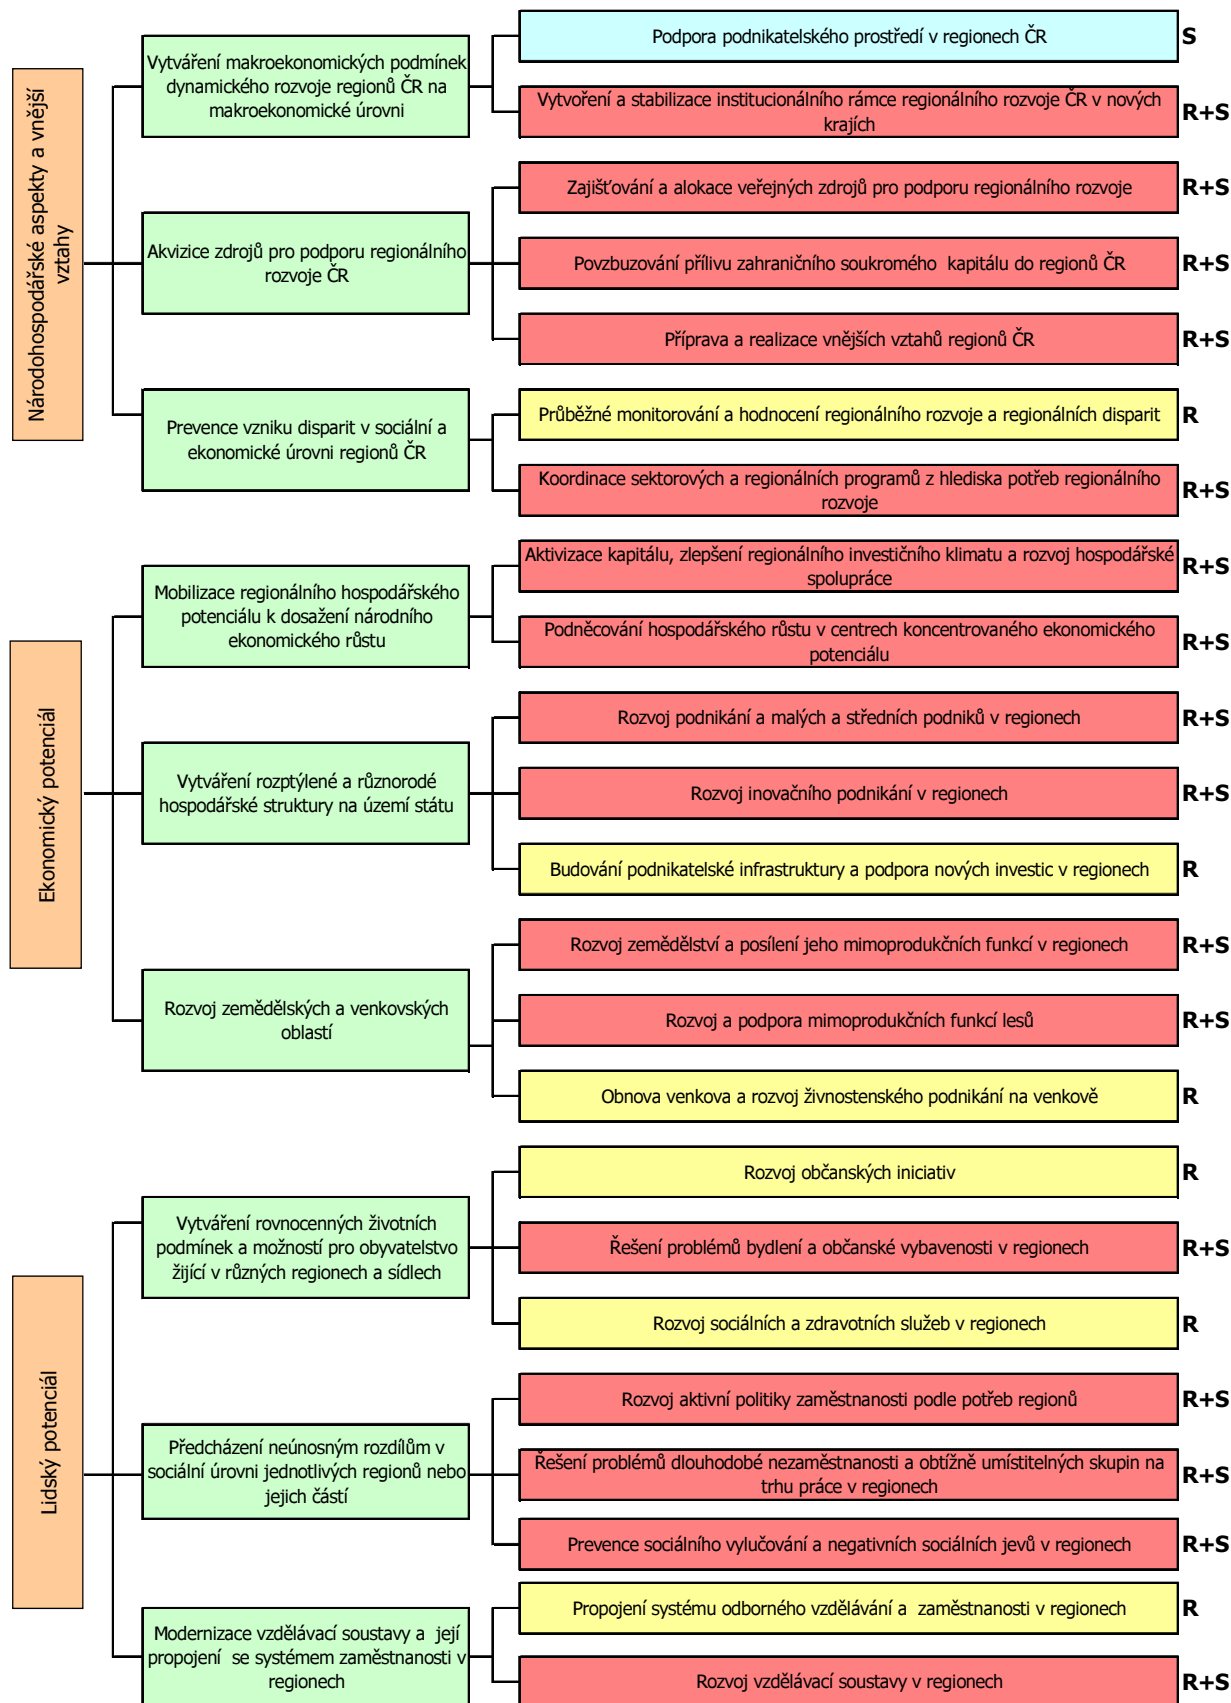 Národohospodářské aspekty a vnější
vztahy
Vytváření makroekonomických podmínek
dynamického rozvoje regionů ČR na
makroekonomické úrovni
Podpora podnikatelského prostředí v regionech ČR
S
Vytvoření a stabilizace institucionálního rámce regionálního rozvoje ČR v nových
krajích
R+S
Akvizice zdrojů pro podporu regionálního
rozvoje ČR
Zajišťování a alokace veřejných zdrojů pro podporu regionálního rozvoje
R+S
Povzbuzování přílivu zahraničního soukromého kapitálu do regionů ČR
R+S
Příprava a realizace vnějších vztahů regionů ČR
R+S
Prevence vzniku disparit v sociální a
ekonomické úrovni regionů ČR
Průběžné monitorování a hodnocení regionálního rozvoje a regionálních disparit
R
Koordinace sektorových a regionálních programů z hlediska potřeb regionálního
rozvoje
R+S
Ekonomický potenciál
Mobilizace regionálního hospodářského
potenciálu k dosažení národního
ekonomického růstu
Aktivizace kapitálu, zlepšení regionálního investičního klimatu a rozvoj hospodářské
spolupráce
R+S
Podněcování hospodářského růstu v centrech koncentrovaného ekonomického
potenciálu
R+S
Vytváření rozptýlené a různorodé
hospodářské struktury na území státu
Rozvoj podnikání a malých a středních podniků v regionech
R+S
Rozvoj inovačního podnikání v regionech
R+S
Budování podnikatelské infrastruktury a podpora nových investic v regionech
R
Rozvoj zemědělských a venkovských
oblastí
Rozvoj zemědělství a posílení jeho mimoprodukčních funkcí v regionech
R+S
Rozvoj a podpora mimoprodukčních funkcí lesů
R+S
Obnova venkova a rozvoj živnostenského podnikání na venkově
R
Lidský potenciál
Vytváření rovnocenných životních
podmínek a možností pro obyvatelstvo
žijící v různých regionech a sídlech
Rozvoj občanských iniciativ
R
Řešení problémů bydlení a občanské vybavenosti v regionech
R+S
Rozvoj sociálních a zdravotních služeb v regionech
R
Předcházení neúnosným rozdílům v
sociální úrovni jednotlivých regionů nebo
jejich částí
Rozvoj aktivní politiky zaměstnanosti podle potřeb regionů
R+S
Řešení problémů dlouhodobé nezaměstnanosti a obtížně umístitelných skupin na
trhu práce v regionech
R+S
Prevence sociálního vylučování a negativních sociálních jevů v regionech
R+S
Modernizace vzdělávací soustavy a její
propojení se systémem zaměstnanosti v
regionech
Propojení systému odborného vzdělávání a zaměstnanosti v regionech
R
Rozvoj vzdělávací soustavy v regionech
R+S